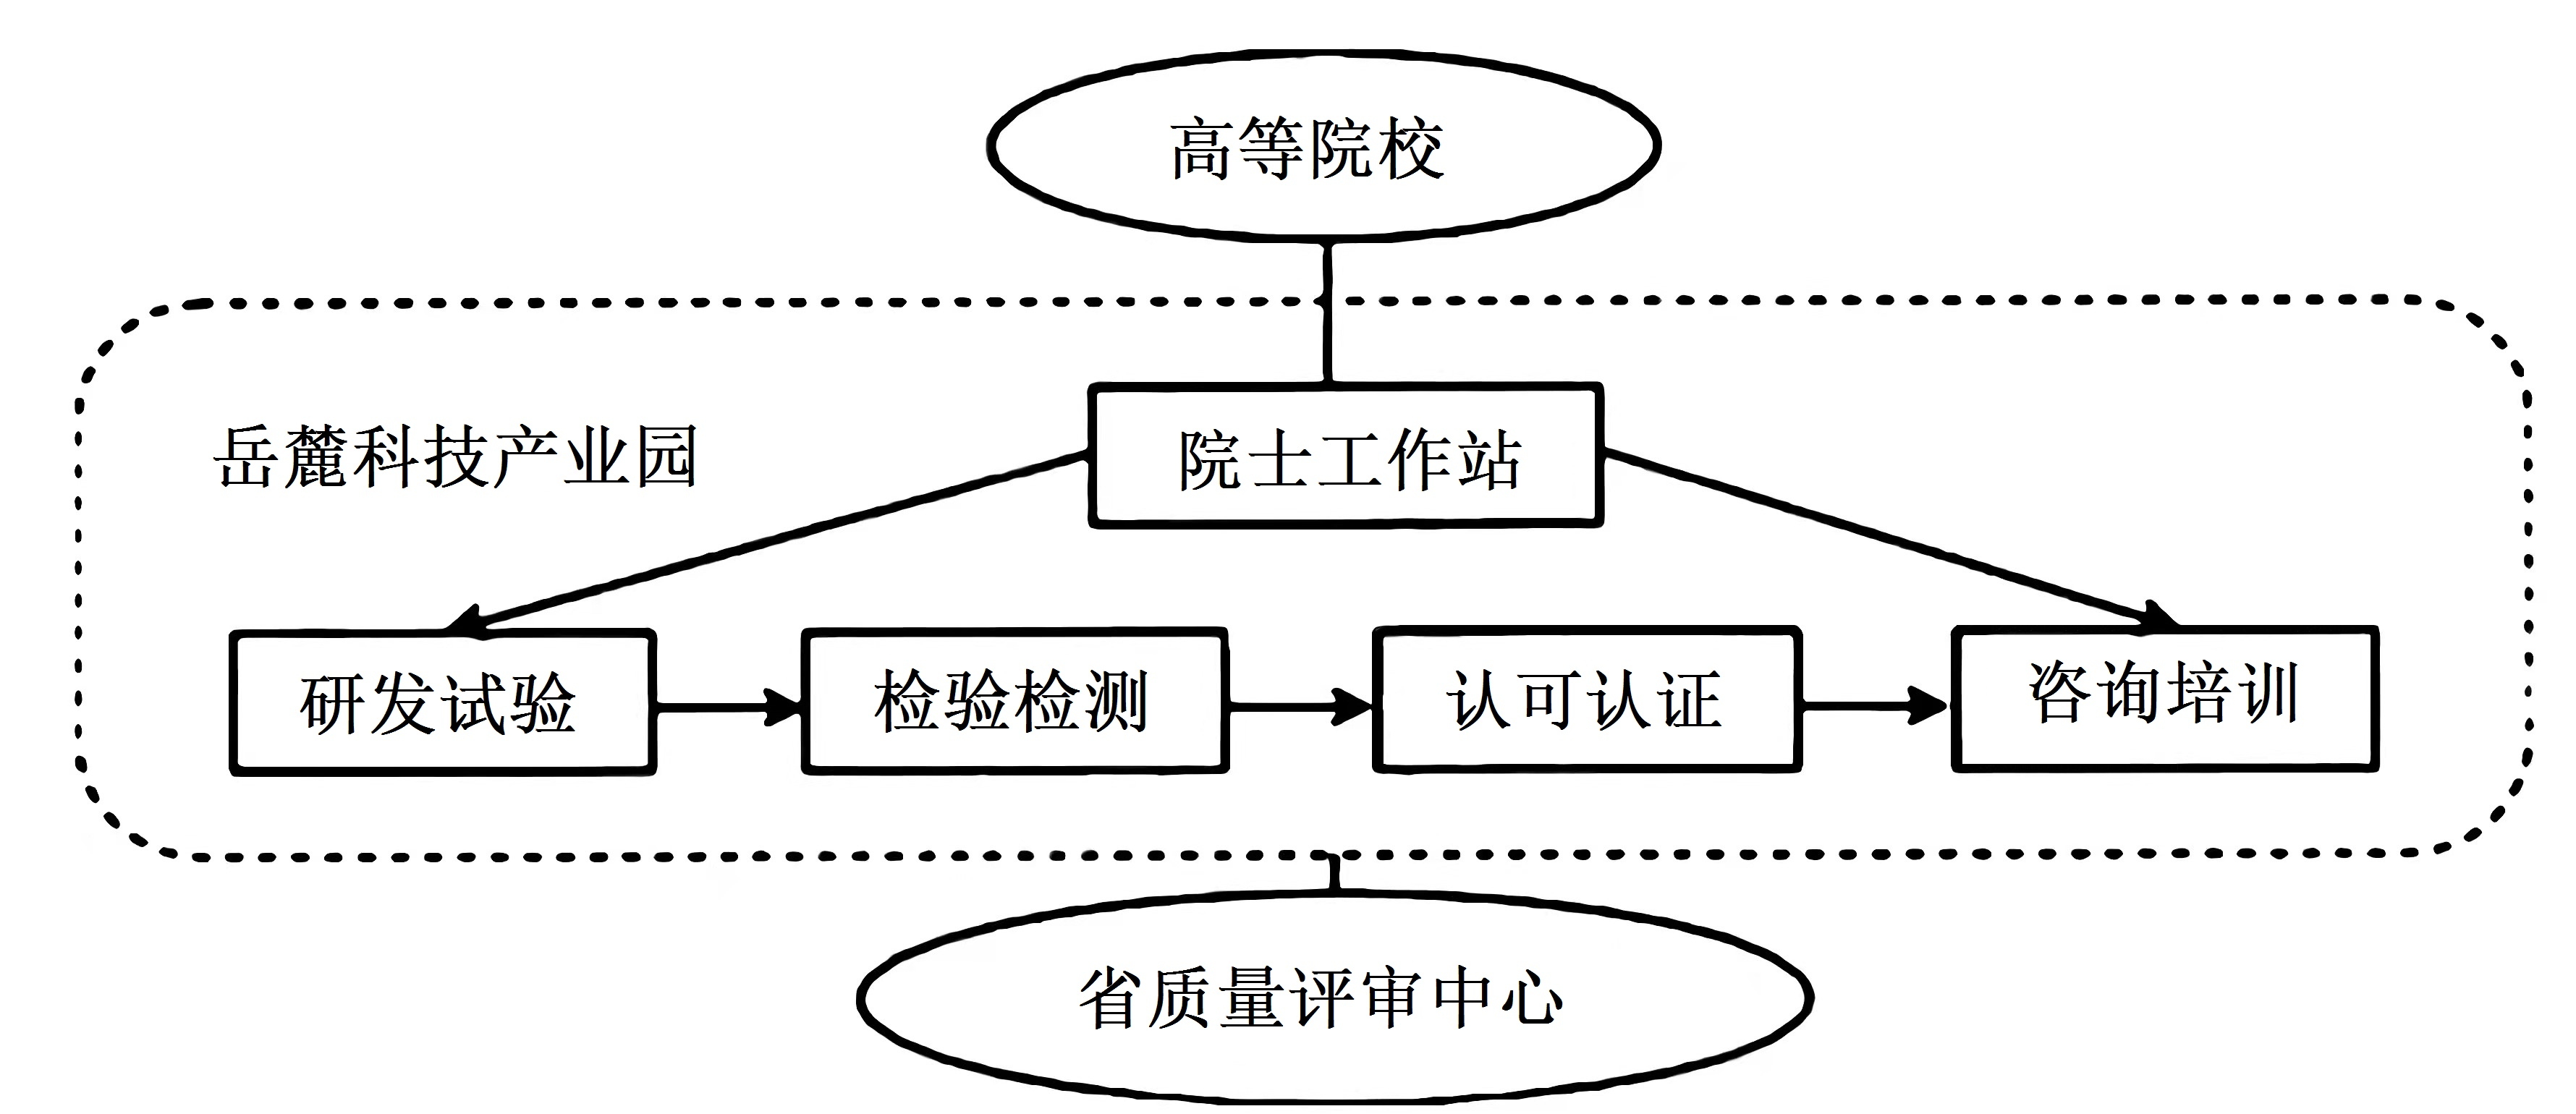 高等院校
岳麓科技产业园
院士工作站
研发试验
检验检测
认可认证
咨询培训
省质量评审中心